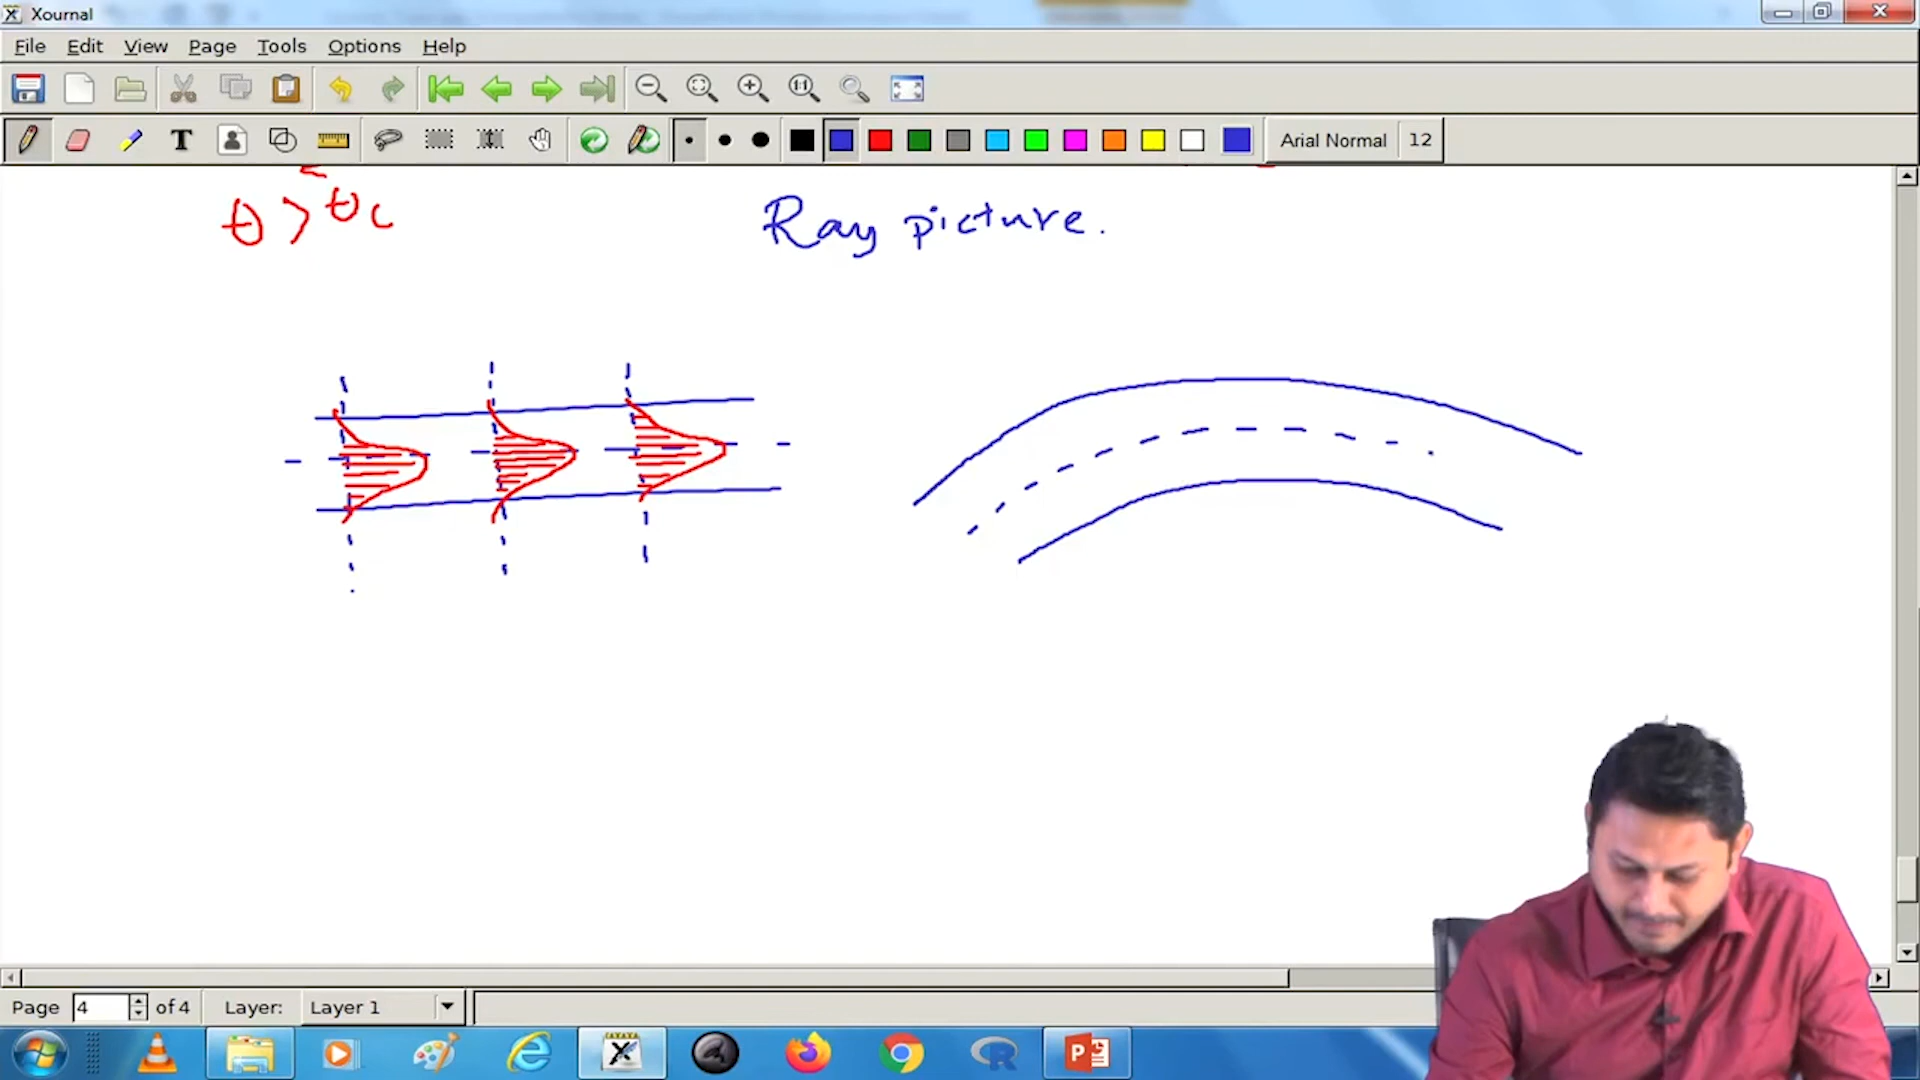 Xournal
File Edit View Page Tools Options Help
T Arial Normal 12
θ > θc Ray picture.
Page 4 of 4 Layer: Layer 1